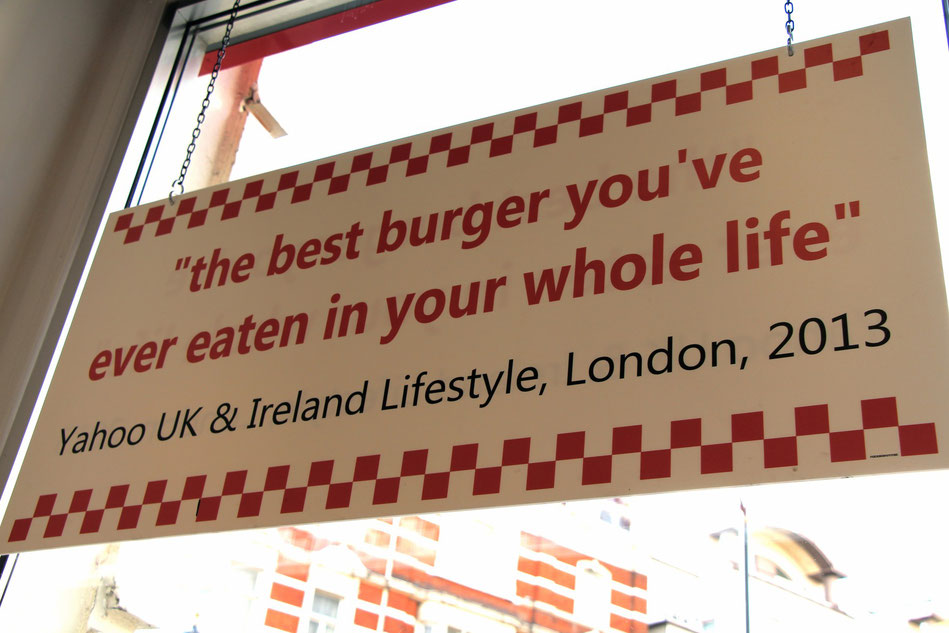 "the best burger you've
ever eaten in your whole life"
Yahoo UK & Ireland Lifestyle, London, 2013